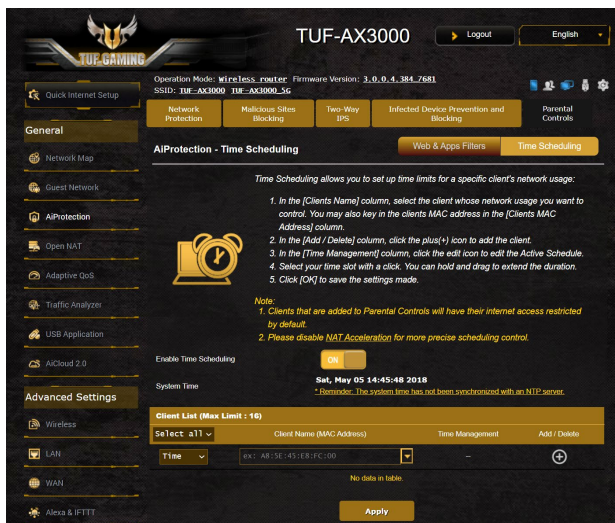 TUF GAMING
TUF-AX3000
Logout
English
Operation Mode: Wireless router Firmware Version: 3.0.0.4.384_7681
SSID: TUF-AX3000 TUF-AX3000_5G
Quick Internet Setup
General
Network Map
Guest Network
AiProtection
Open NAT
Adaptive QoS
Traffic Analyzer
USB Application
AiCloud 2.0
Advanced Settings
Wireless
LAN
WAN
Alexa & IFTTT
Network Protection
Malicious Sites Blocking
Two-Way IPS
Infected Device Prevention and Blocking
Parental Controls
AiProtection - Time Scheduling
Web & Apps Filters
Time Scheduling
Time Scheduling allows you to set up time limits for a specific client's network usage:
1. In the [Clients Name] column, select the client whose network usage you want to
control. You may also key in the clients MAC address in the [Clients MAC
Address] column.
2. In the [Add / Delete] column, click the plus(+) icon to add the client.
3. In the [Time Management] column, click the edit icon to edit the Active Schedule.
4. Select your time slot with a click. You can hold and drag to extend the duration.
5. Click [OK] to save the settings made.
Note:
1. Clients that are added to Parental Controls will have their internet access restricted
by default.
2. Please disable NAT Acceleration for more precise scheduling control.
Enable Time Scheduling
ON
System Time
Sat, May 05 14:45:48 2018
* Reminder: The system time has not been synchronized with an NTP server.
Client List (Max Limit : 16)
Select all
Client Name (MAC Address)
Time Management
Add / Delete
Time
ex: A8:5E:45:E8:FC:00
--
No data in table.
Apply